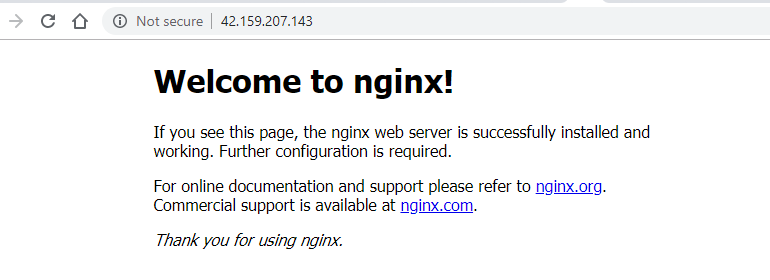 Not secure | 42.159.207.143
Welcome to nginx!
If you see this page, the nginx web server is successfully installed and
working. Further configuration is required.
For online documentation and support please refer to nginx.org.
Commercial support is available at nginx.com.
Thank you for using nginx.